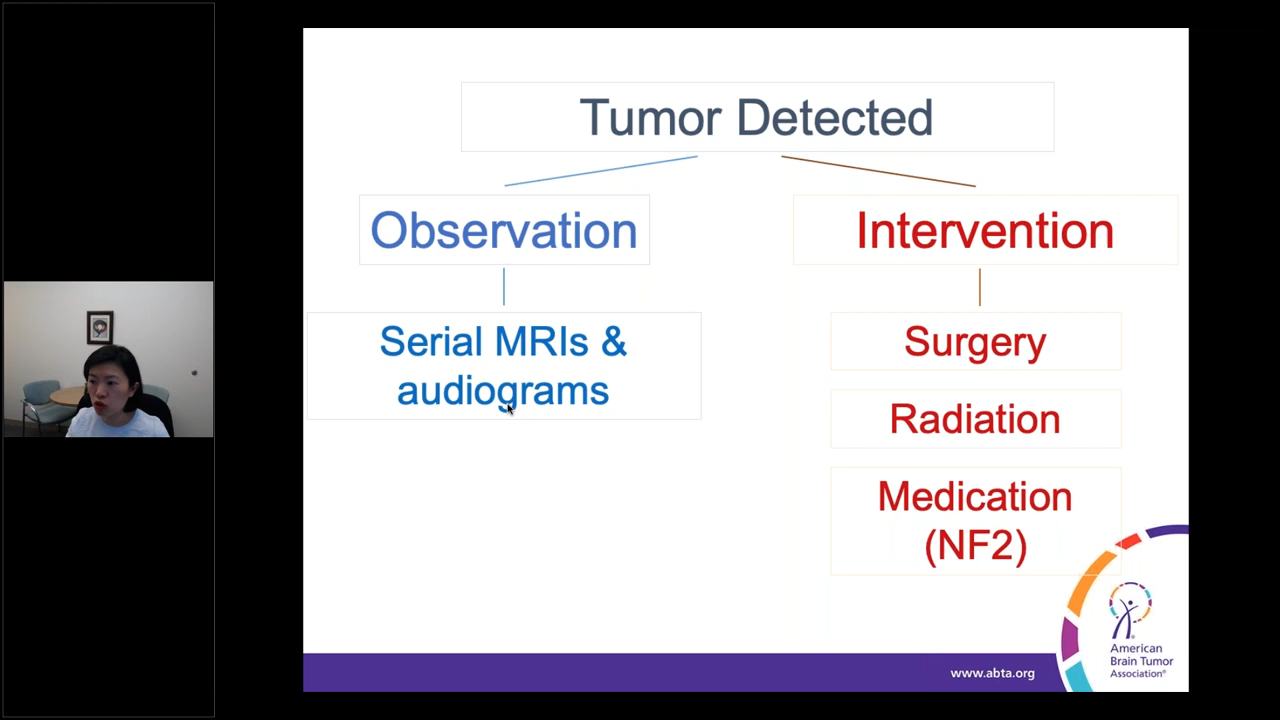 Tumor Detected
Observation
Serial MRIs &
audiograms
Intervention
Surgery
Radiation
Medication
(NF2)
American
Brain Tumor
Association®
www.abta.org